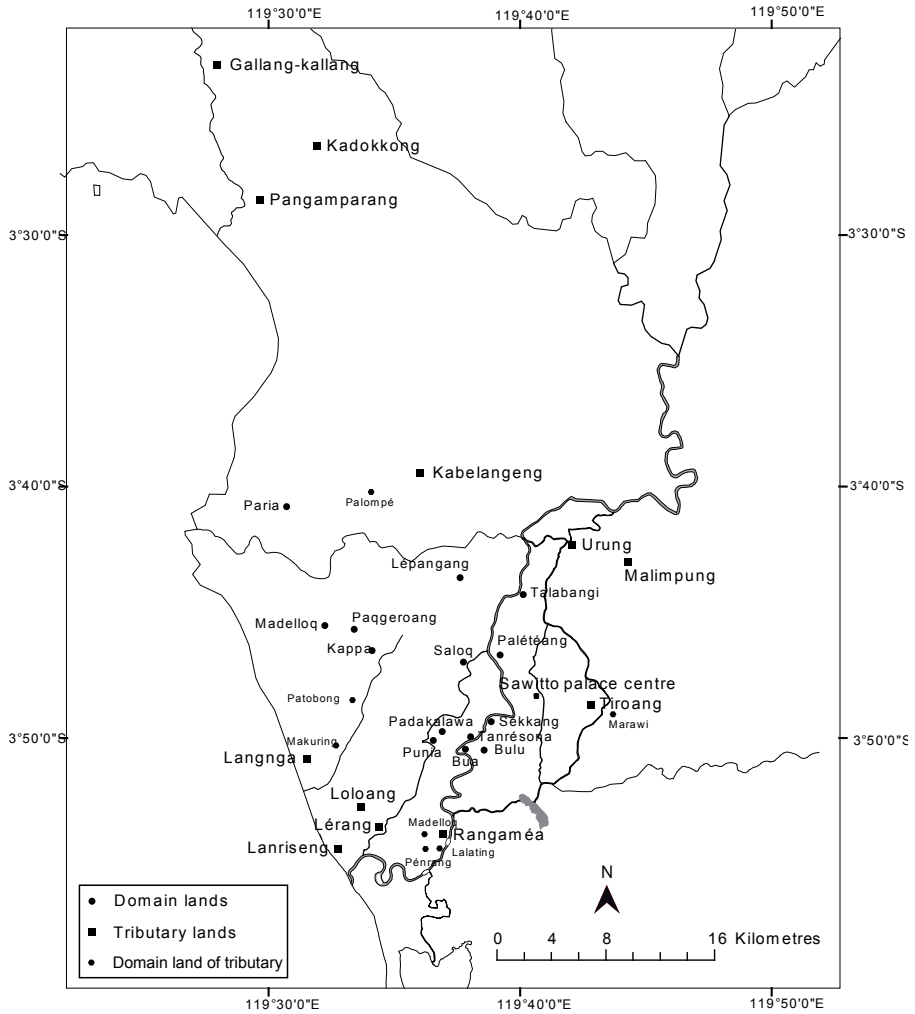 119°30'0"E
119°40'0"E
119°50'0"E
Gallang-kallang
Kadokkong
Pangamparang
3°30'0"S
3°30'0"S
Kabelangeng
3°40'0"S
3°40'0"S
Palompé
Paria
Urung
Lepangang
Malimpung
Talabangi
Madelloq
Paqgeroang
Kappa
Saloq
Palétéang
Sawitto palace centre
Patobong
Tiroang
Marawi
Padakalawa
Sekkang
3°50'0"S
3°50'0"S
Makuring
Punia
Tanrésona
Langnga
Bua
Bulu
Loloang
Lérang
Madelloq
Rangaméa
Lanriseng
Pénrang
Lalating
N
Domain lands
Tributary lands
Domain land of tributary
0 4 8 16 Kilometres
119°30'0"E
119°40'0"E
119°50'0"E